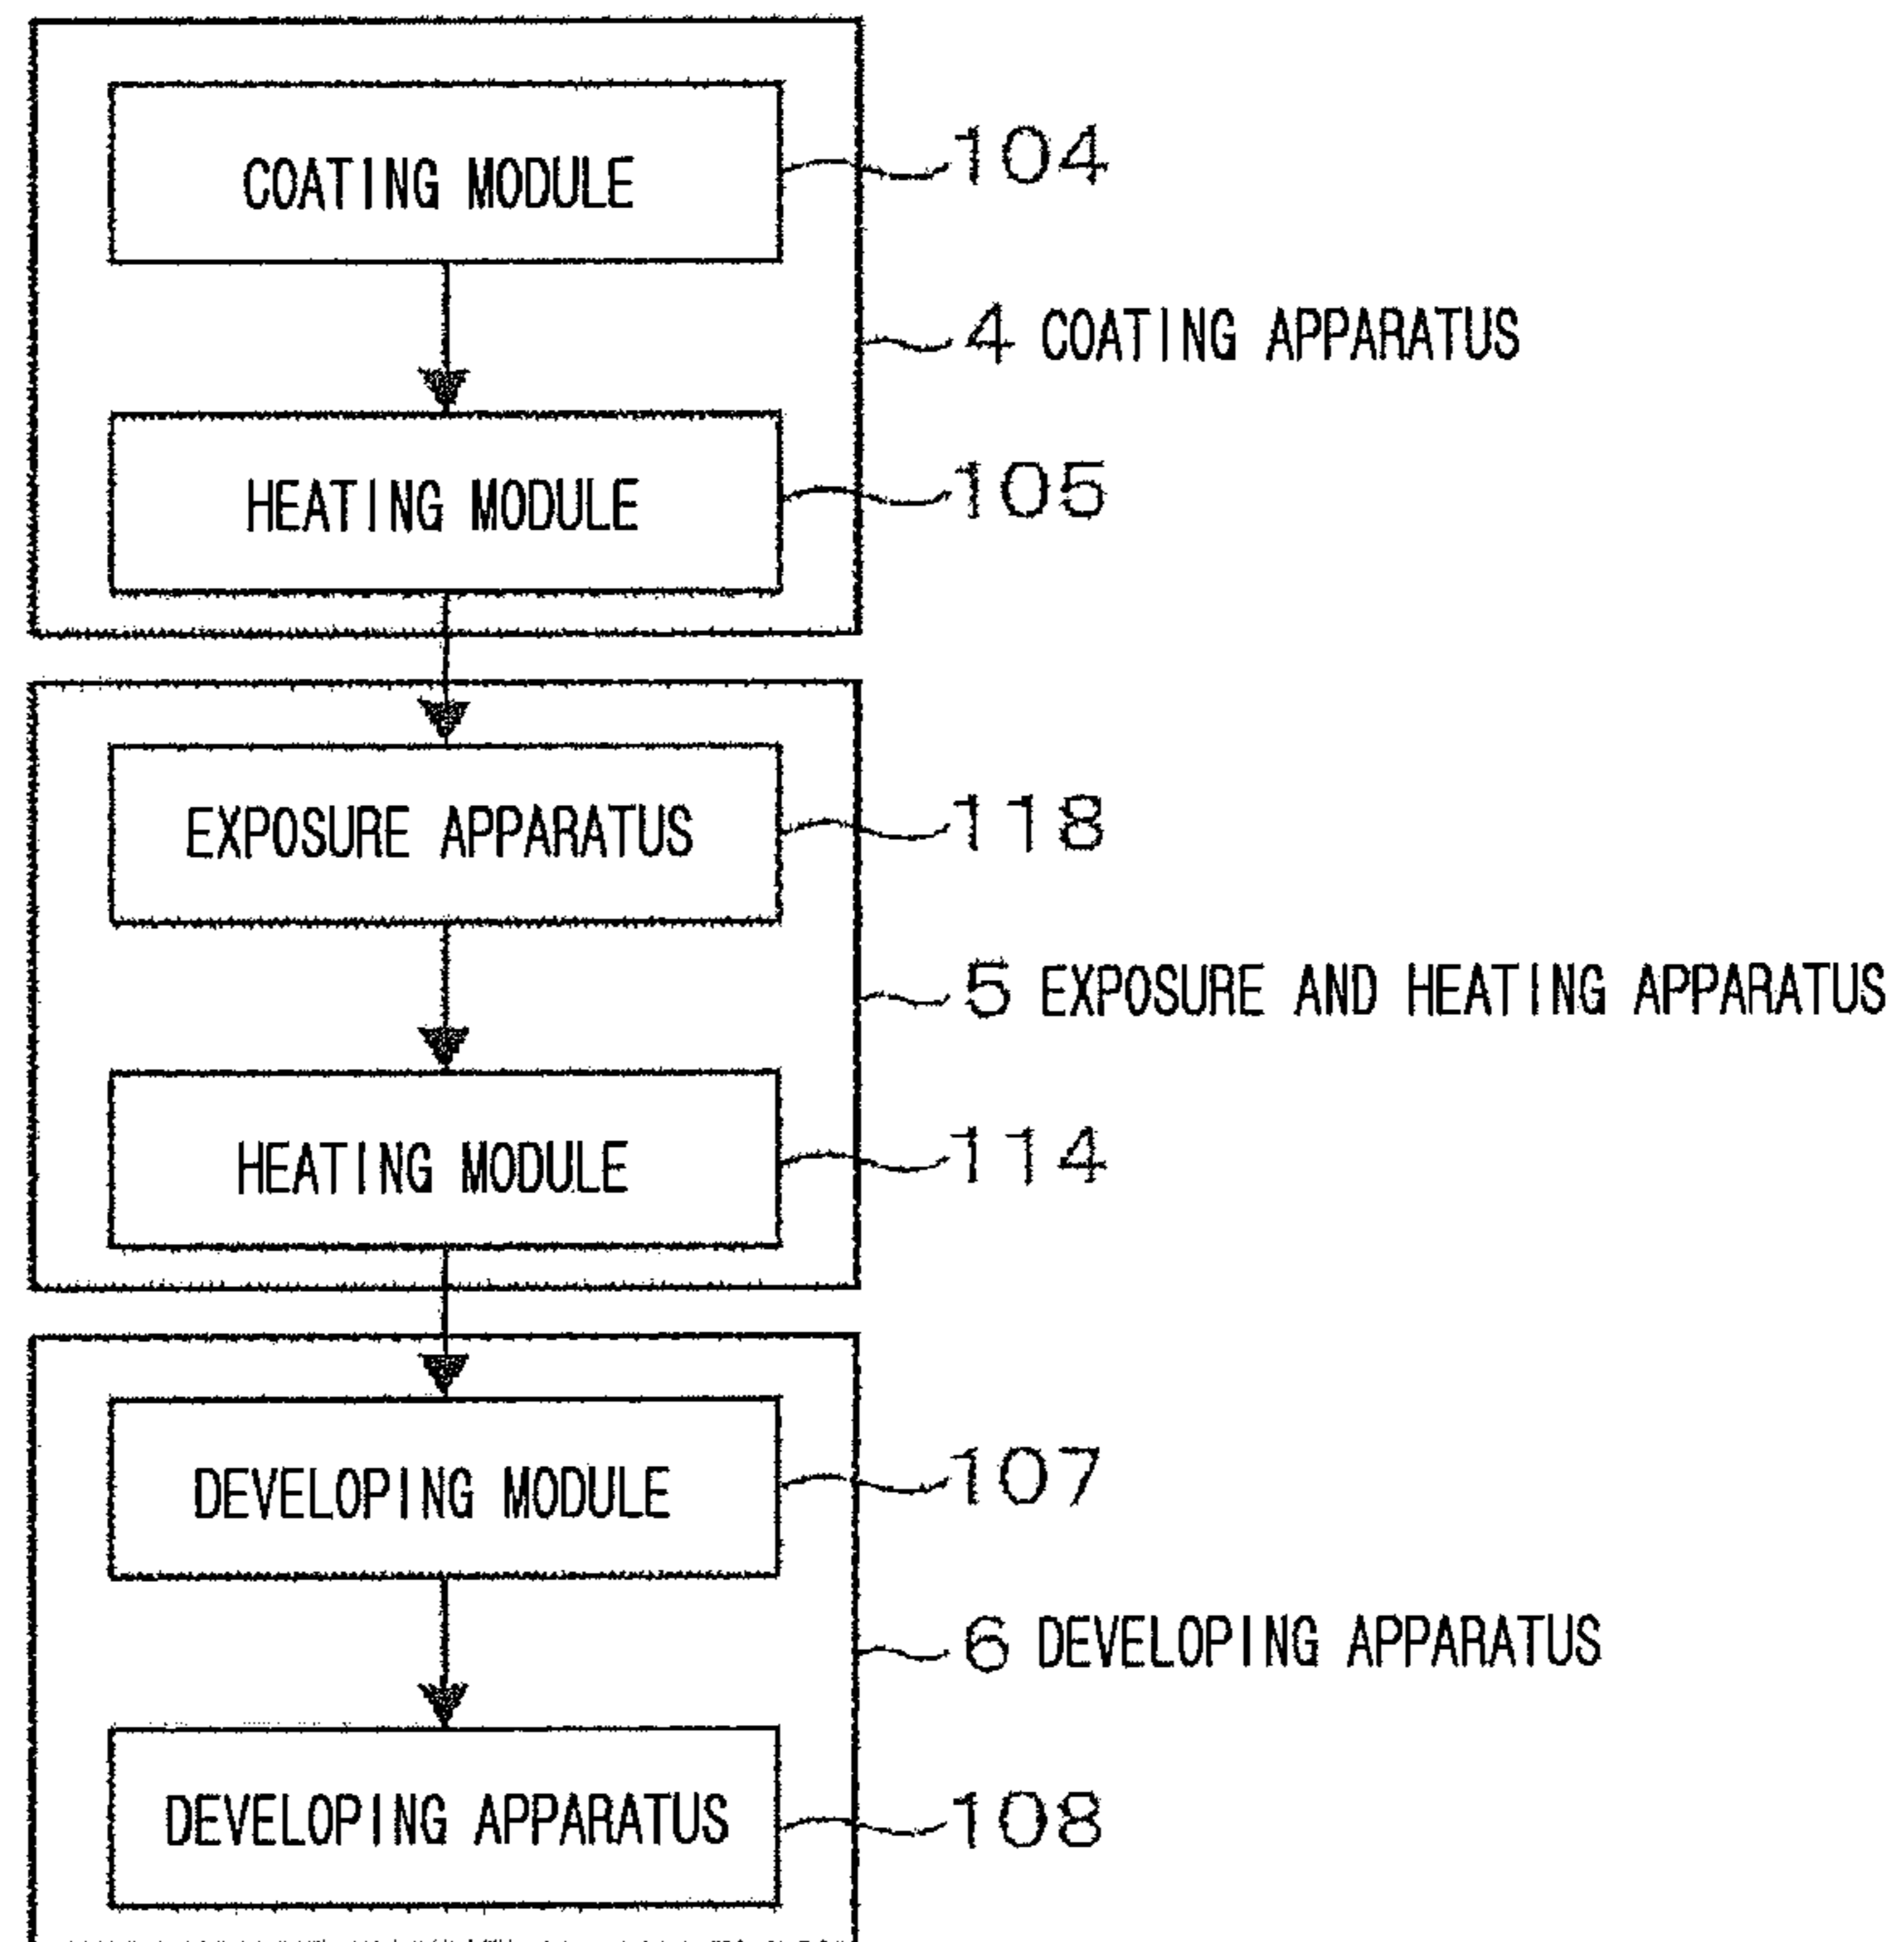 COATING MODULE
104
4 COATING APPARATUS
HEATING MODULE
105
EXPOSURE APPARATUS
118
5 EXPOSURE AND HEATING APPARATUS
HEATING MODULE
114
DEVELOPING MODULE
107
6 DEVELOPING APPARATUS
DEVELOPING APPARATUS
108